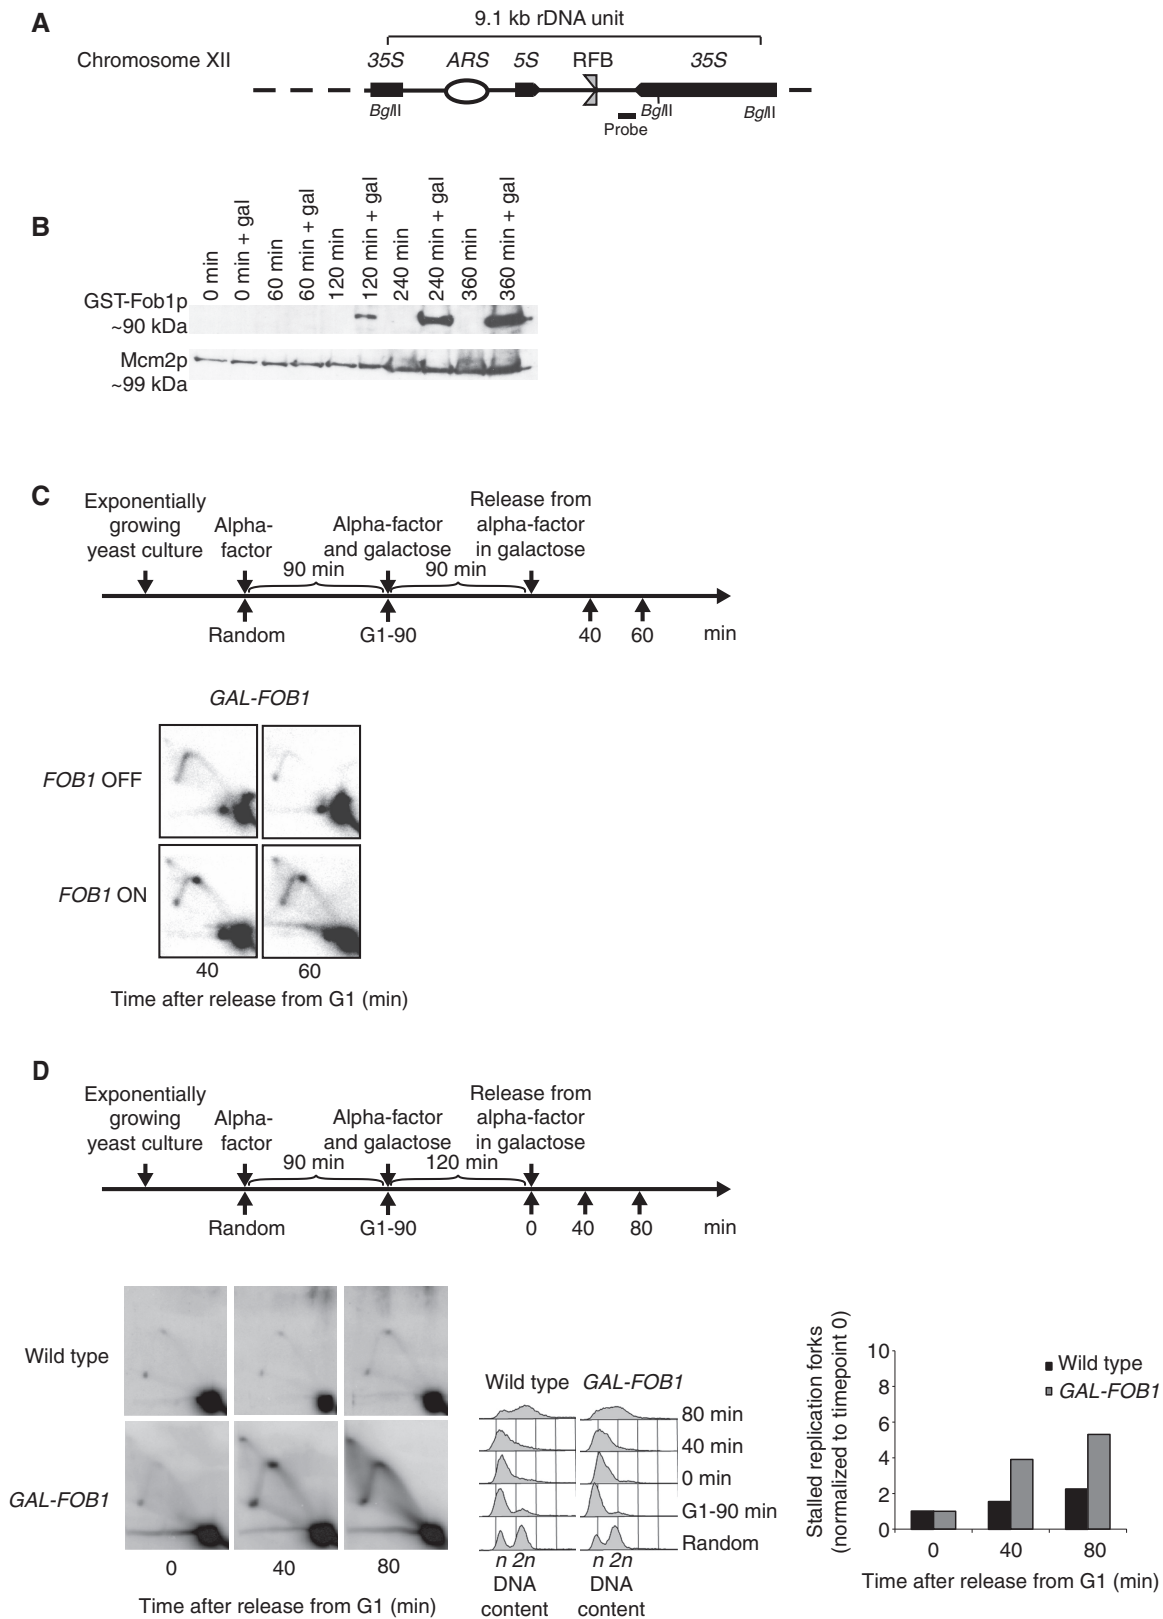 A
9.1 kb rDNA unit
Chromosome XII
35S ARS 5S RFB 35S
BglII BglII BglII
Probe
B
0 min
0 min + gal
60 min
60 min + gal
120 min
120 min + gal
240 min
240 min + gal
360 min
360 min + gal
GST-Fob1p
~90 kDa
Mcm2p
~99 kDa
C
Exponentially
growing
yeast culture
Alpha-
factor
Alpha-factor
and galactose
Release from
alpha-factor
in galactose
90 min 90 min
Random G1-90 40 60 min
GAL-FOB1
FOB1 OFF
FOB1 ON
40 60
Time after release from G1 (min)
D
Exponentially
growing
yeast culture
Alpha-
factor
Alpha-factor
and galactose
Release from
alpha-factor
in galactose
90 min 120 min
Random G1-90 0 40 80 min
Wild type
GAL-FOB1
0 40 80
Time after release from G1 (min)
Wild type GAL-FOB1
80 min
40 min
0 min
G1-90 min
Random
n 2n n 2n
DNA DNA
content content
Stalled replication forks
(normalized to timepoint 0)
10
8
6
4
2
0
Wild type
GAL-FOB1
0 40 80
Time after release from G1 (min)